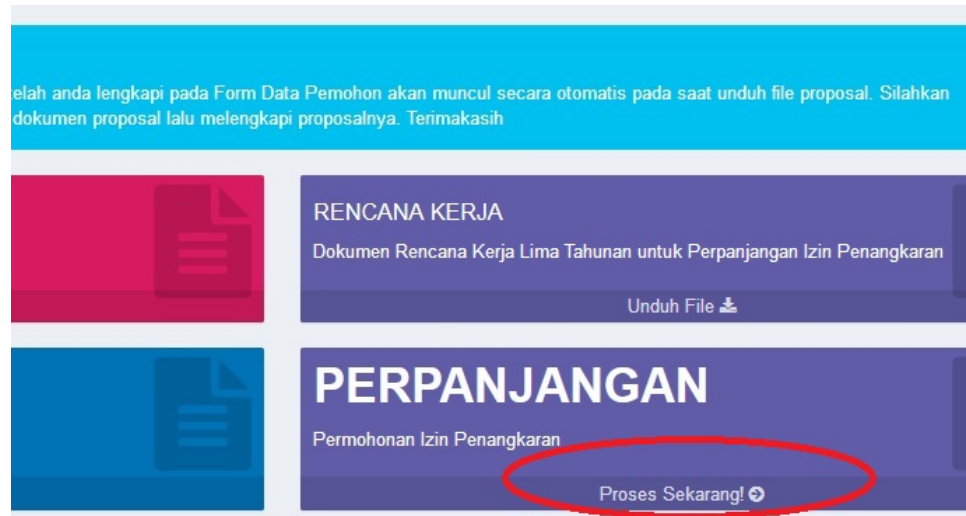 telah anda lengkapi pada Form Data Pemohon akan muncul secara otomatis pada saat unduh file proposal. Silahkan
dokumen proposal lalu melengkapi proposalnya. Terimakasih
RENCANA KERJA
Dokumen Rencana Kerja Lima Tahunan untuk Perpanjangan Izin Penangkaran
Unduh File
PERPANJANGAN
Permohonan Izin Penangkaran
Proses Sekarang!